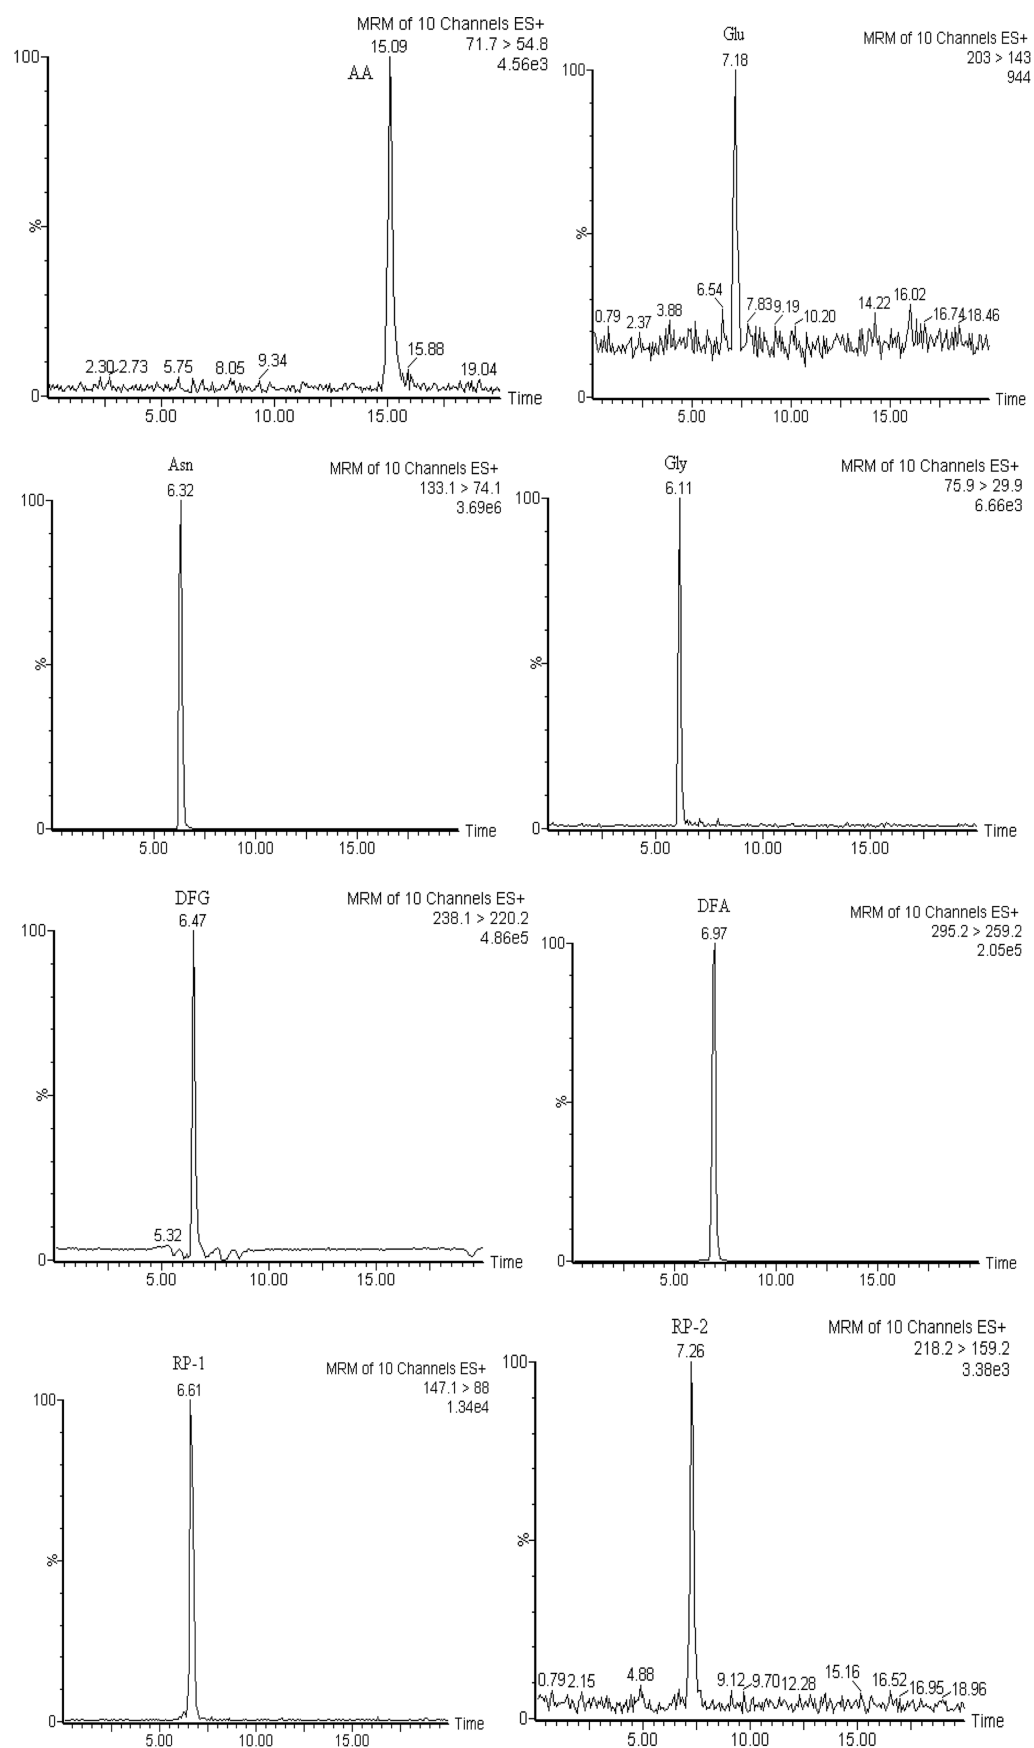 MRM of 10 Channels ES+
15.09
71.7 > 54.8
4.56e3
100
AA
%
2.30 2.73 5.75 8.05 9.34 15.88 19.04
0
Time
5.00 10.00 15.00
Glu
MRM of 10 Channels ES+
7.18
203 > 143
944
100
%
0.79 2.37 3.88 6.54 7.83 9.19 10.20 14.22 16.02 16.74 18.46
0
Time
5.00 10.00 15.00
Asn
MRM of 10 Channels ES+
6.32
133.1 > 74.1
3.69e6
100
%
0
Time
5.00 10.00 15.00
Gly
MRM of 10 Channels ES+
6.11
75.9 > 29.9
6.66e3
100
%
0
Time
5.00 10.00 15.00
DFG
MRM of 10 Channels ES+
6.47
238.1 > 220.2
4.86e5
100
%
5.32
0
Time
5.00 10.00 15.00
DFA
MRM of 10 Channels ES+
6.97
295.2 > 259.2
2.05e5
100
%
0
Time
5.00 10.00 15.00
RP-1
MRM of 10 Channels ES+
6.61
147.1 > 88
1.34e4
100
%
0
Time
5.00 10.00 15.00
RP-2
MRM of 10 Channels ES+
7.26
218.2 > 159.2
3.38e3
100
%
0.79 2.15 4.88 9.12 9.70 12.28 15.16 16.52 16.95 18.96
0
Time
5.00 10.00 15.00